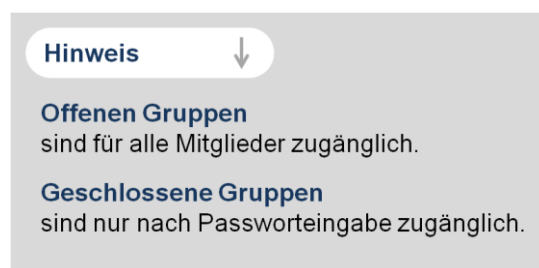 Hinweis
Offenen Gruppen
sind für alle Mitglieder zugänglich.
Geschlossene Gruppen
sind nur nach Passworteingabe zugänglich.